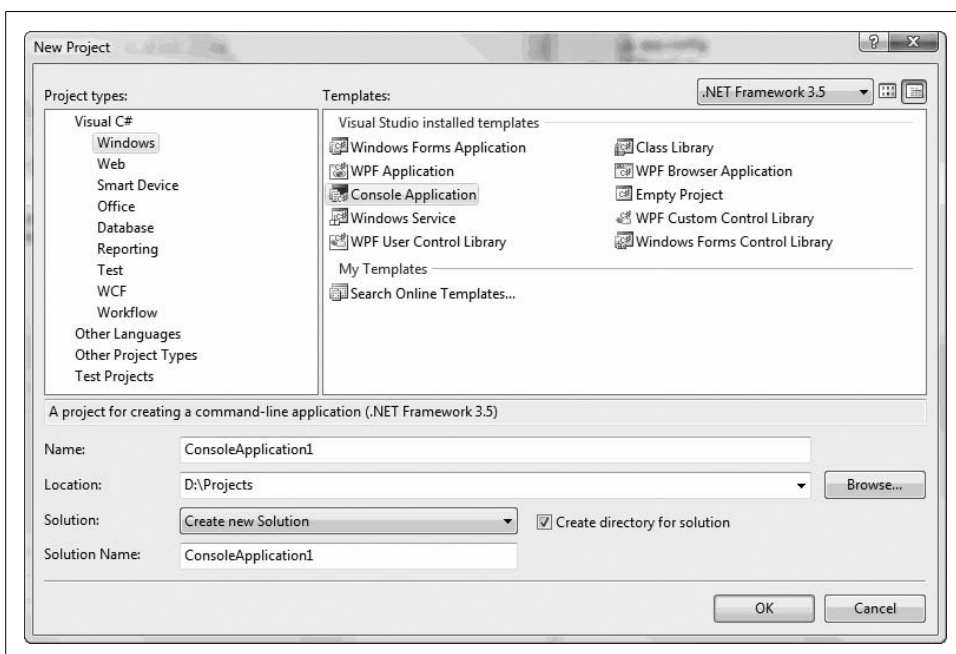 New Project
Project types:
Templates:
.NET Framework 3.5
Visual C#
Windows
Web
Smart Device
Office
Database
Reporting
Test
WCF
Workflow
Other Languages
Other Project Types
Test Projects
Visual Studio installed templates
Windows Forms Application
Class Library
WPF Application
WPF Browser Application
Console Application
Empty Project
Windows Service
WPF Custom Control Library
WPF User Control Library
Windows Forms Control Library
My Templates
Search Online Templates...
A project for creating a command-line application (.NET Framework 3.5)
Name:
ConsoleApplication1
Location:
D:\Projects
Browse...
Solution:
Create new Solution
Create directory for solution
Solution Name:
ConsoleApplication1
OK
Cancel